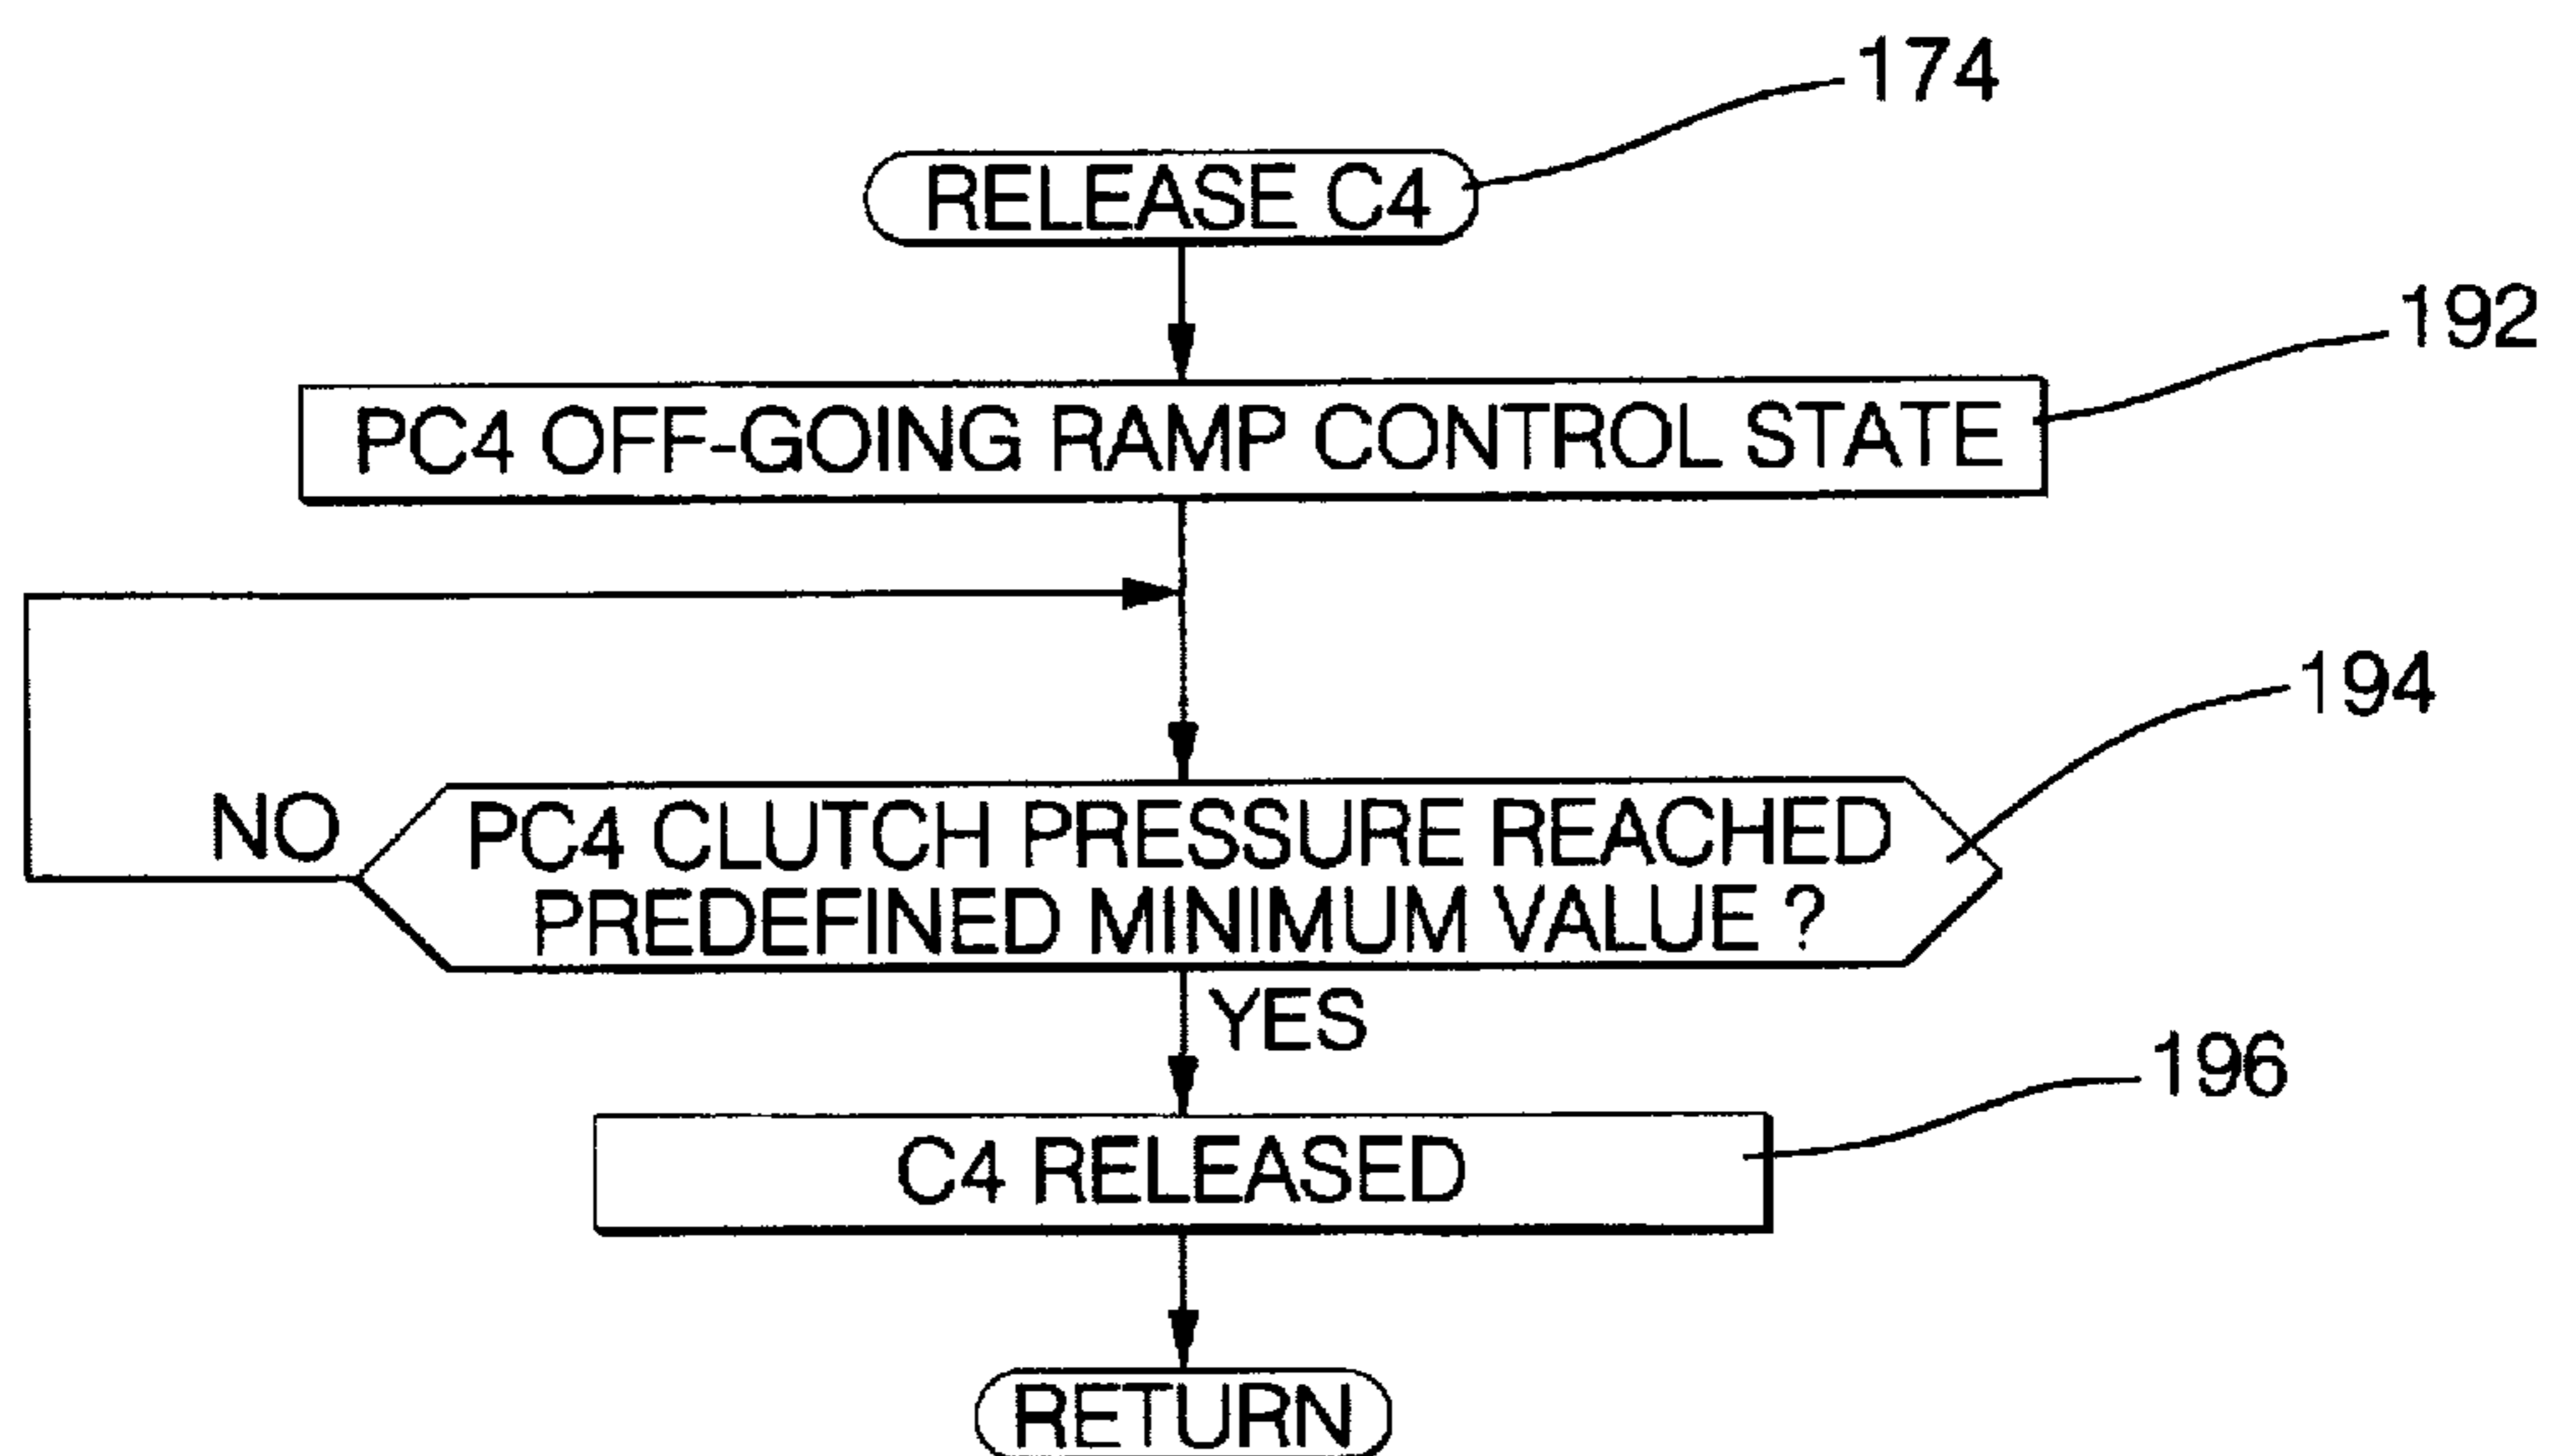 174
RELEASE C4
192
PC4 OFF-GOING RAMP CONTROL STATE
194
NO
PC4 CLUTCH PRESSURE REACHED
PREDEFINED MINIMUM VALUE ?
YES
196
C4 RELEASED
RETURN